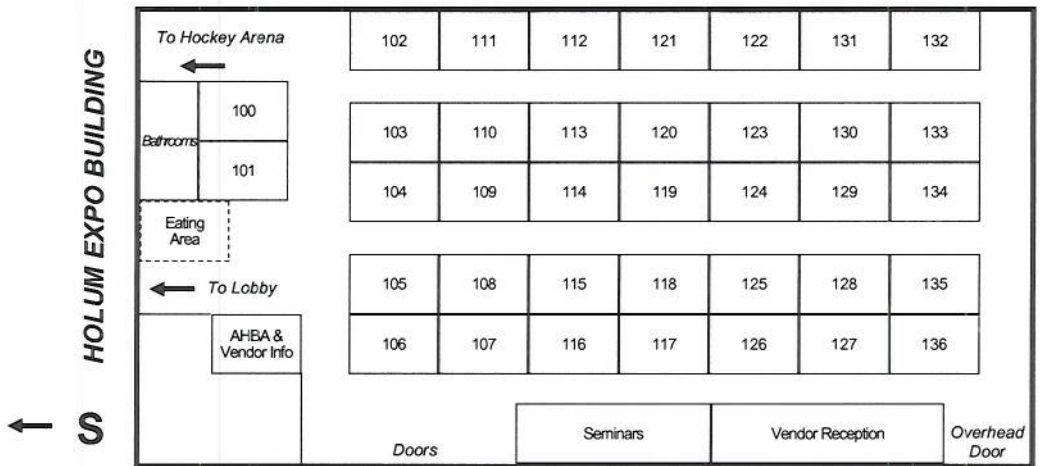 HOLUM EXPO BUILDING
S
To Hockey Arena
102 111 112 121 122 131 132
100
Bathrooms
101
103 110 113 120 123 130 133
104 109 114 119 124 129 134
Eating
Area
To Lobby
105 108 115 118 125 128 135
AHBA &
Vendor Info
106 107 116 117 126 127 136
Doors
Seminars
Vendor Reception
Overhead
Door